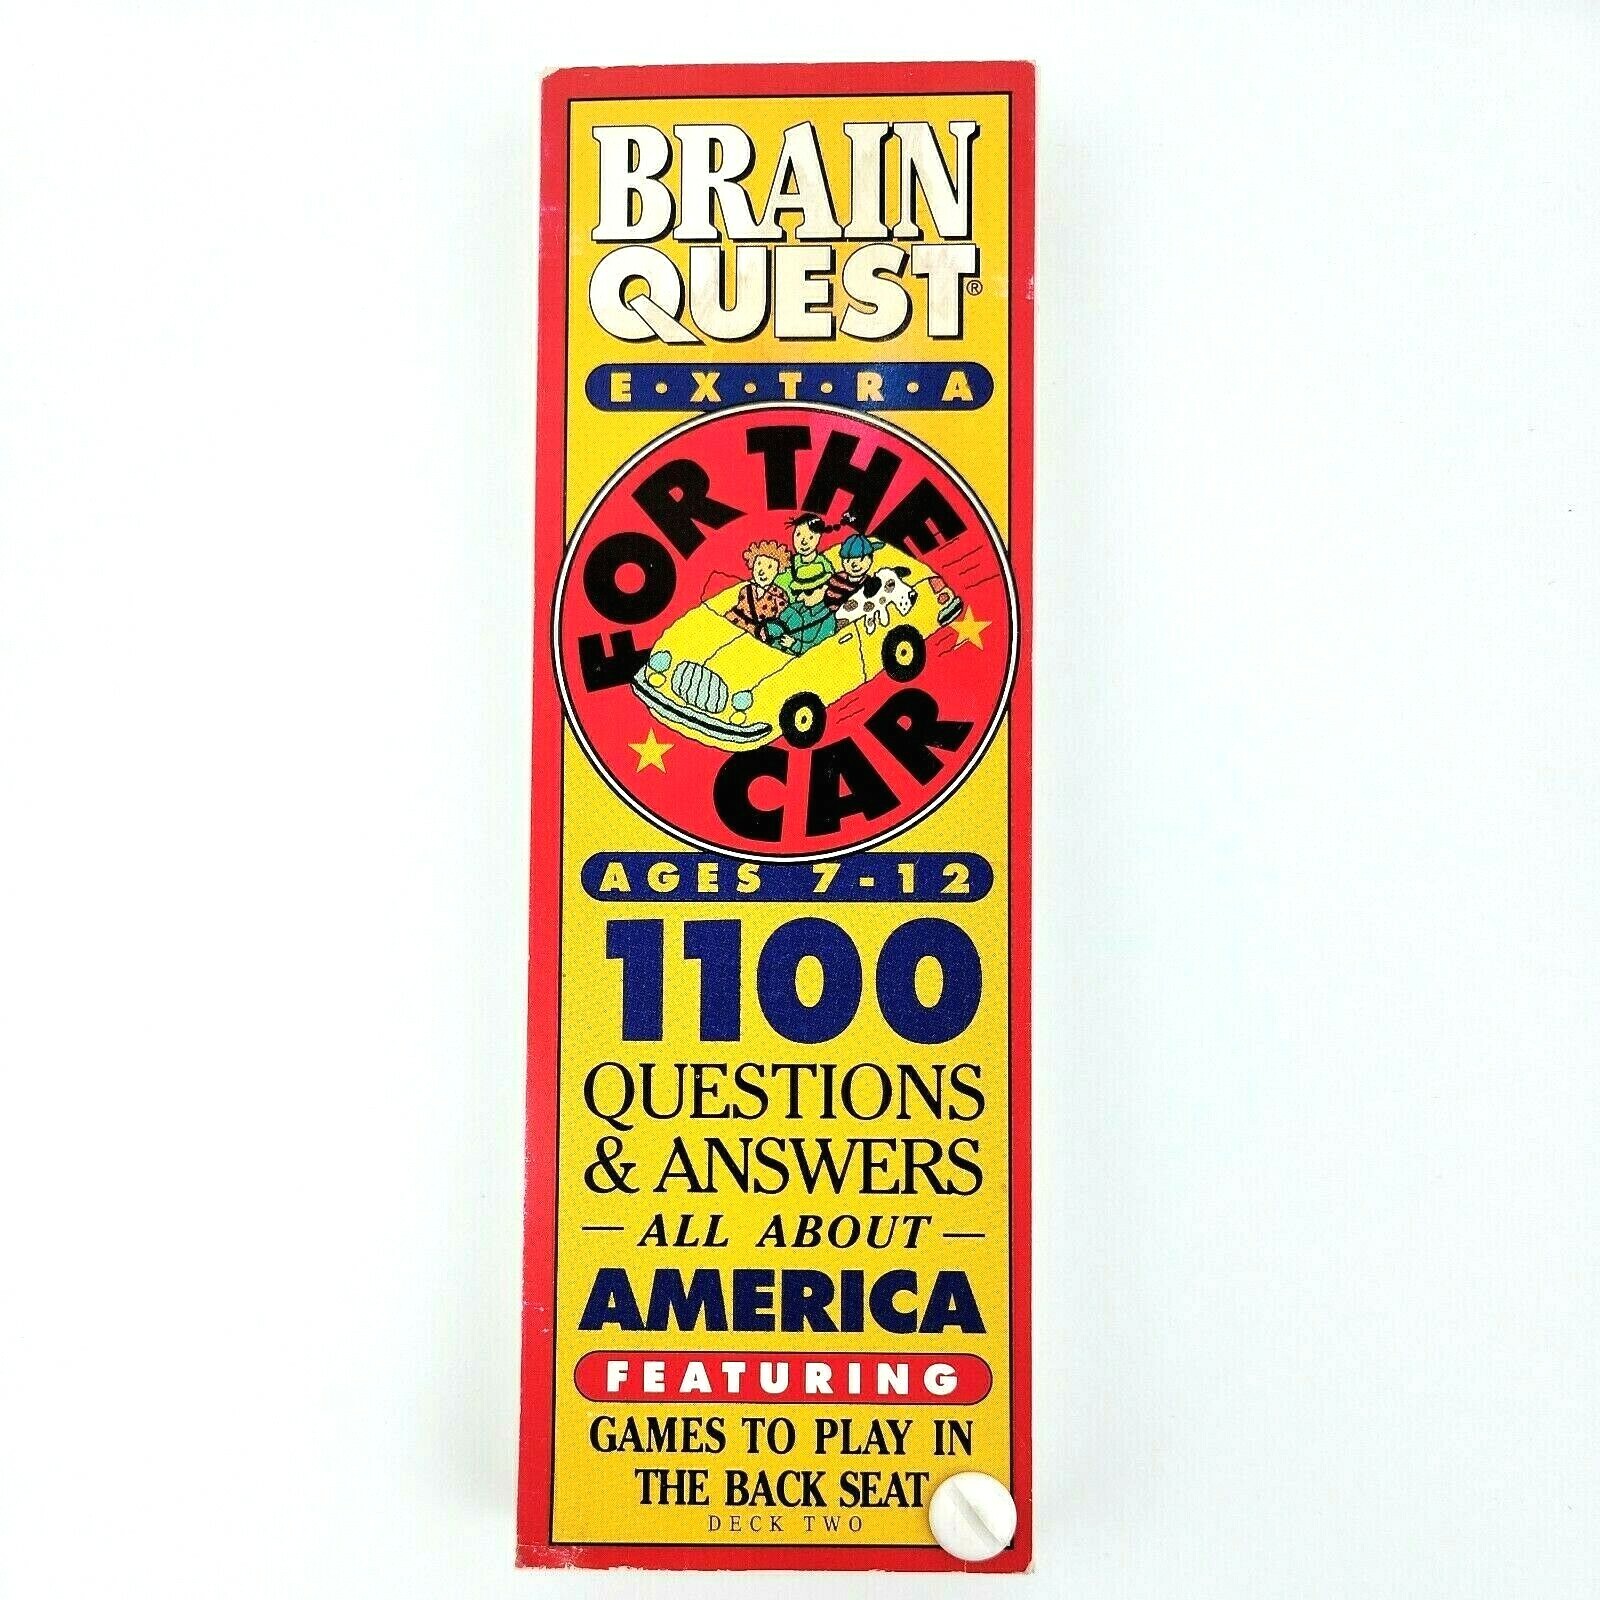 BRAIN
QUEST®
E·X·T·R·A
FOR THE
CAR
AGES 7-12
1100
QUESTIONS
& ANSWERS
— ALL ABOUT —
AMERICA
FEATURING
GAMES TO PLAY IN
THE BACK SEAT
DECK TWO